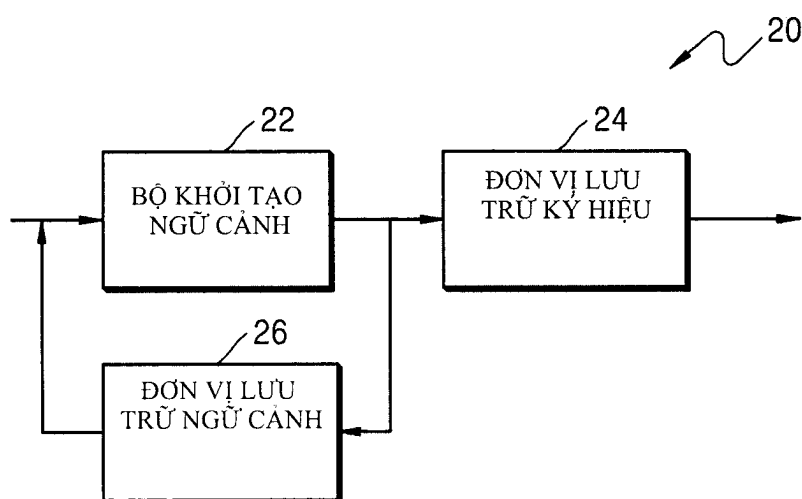 20
22
BỘ KHỞI TẠO
NGỮ CẢNH
24
ĐƠN VỊ LƯU
TRỮ KÝ HIỆU
26
ĐƠN VỊ LƯU
TRỮ NGỮ CẢNH